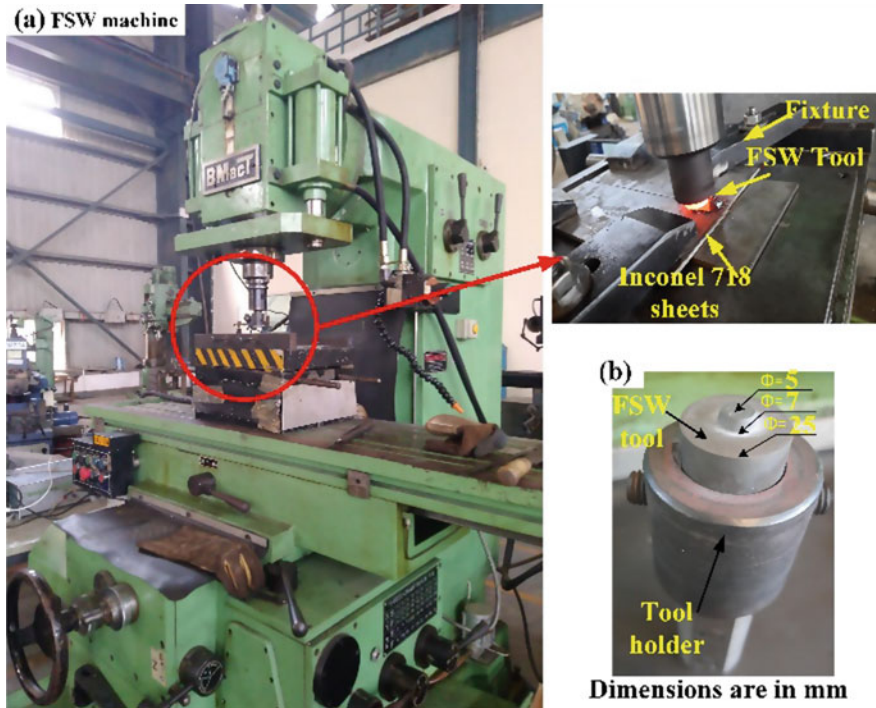 (a) FSW machine
BMacT
Fixture
FSW Tool
Inconel 718
sheets
(b)
Φ=5
Φ=7
Φ=25
FSW
tool
Tool
holder
Dimensions are in mm